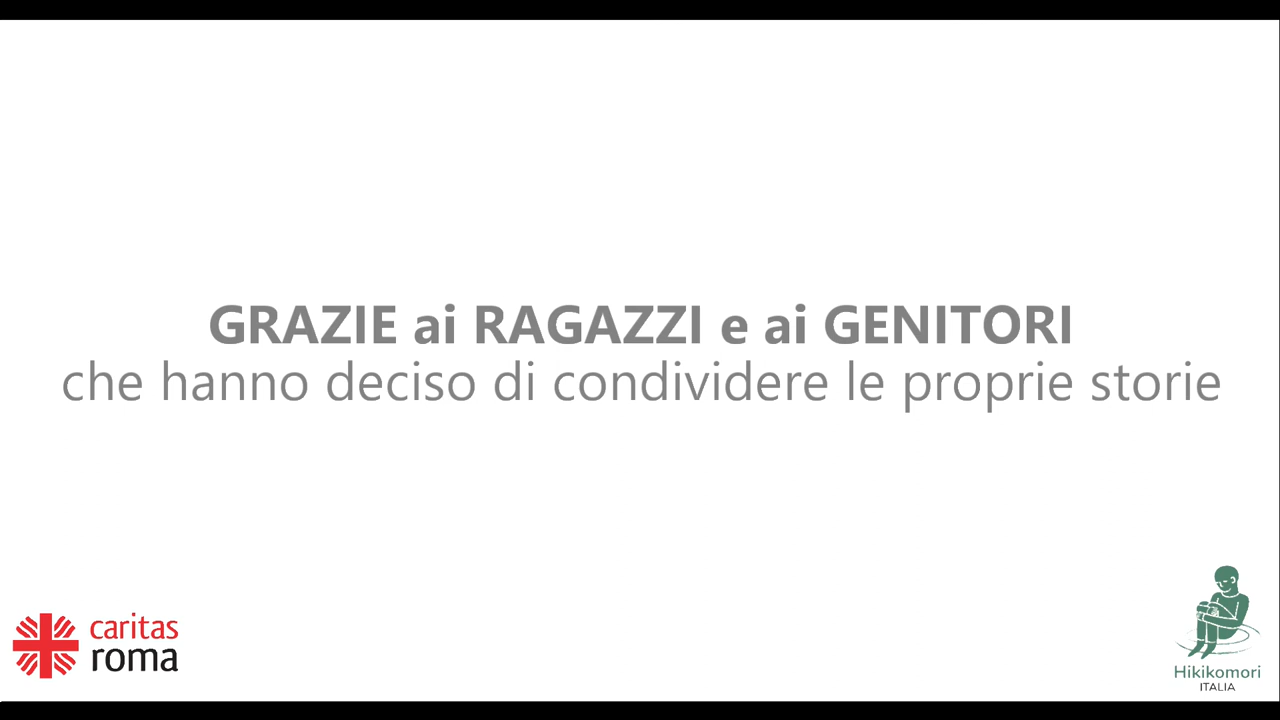 GRAZIE ai RAGAZZI e ai GENITORI
che hanno deciso di condividere le proprie storie
caritas
roma
Hikikomori
ITALIA